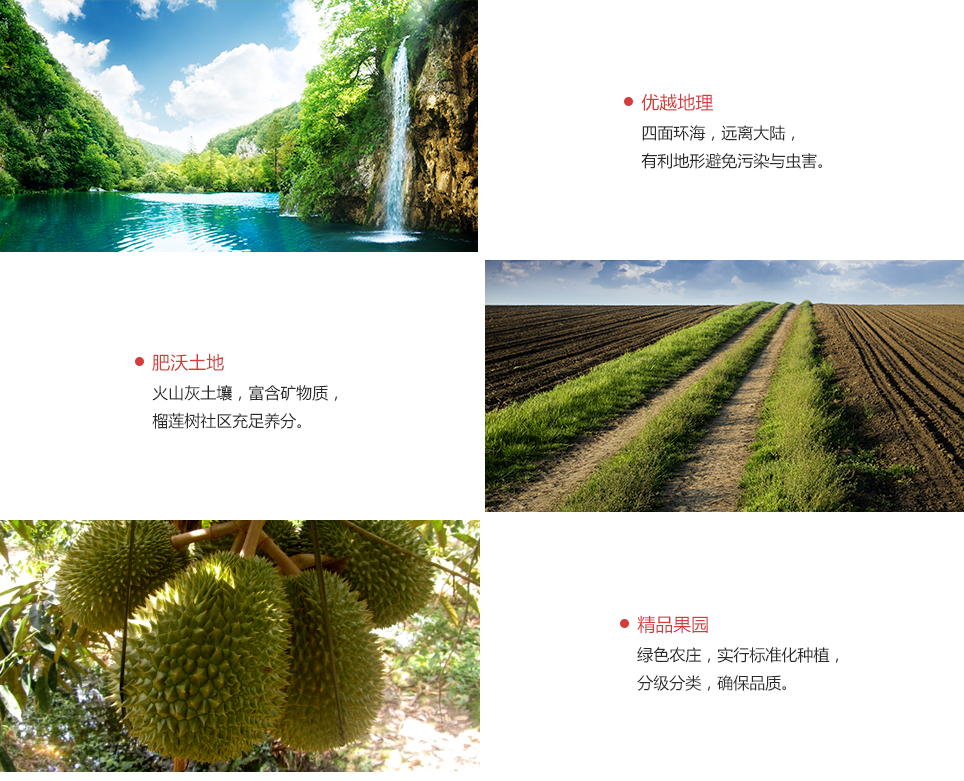 优越地理
四面环海，远离大陆，
有利地形避免污染与虫害。
肥沃土地
火山灰土壤，富含矿物质，
榴莲树社区充足养分。
精品果园
绿色农庄，实行标准化种植，
分级分类，确保品质。